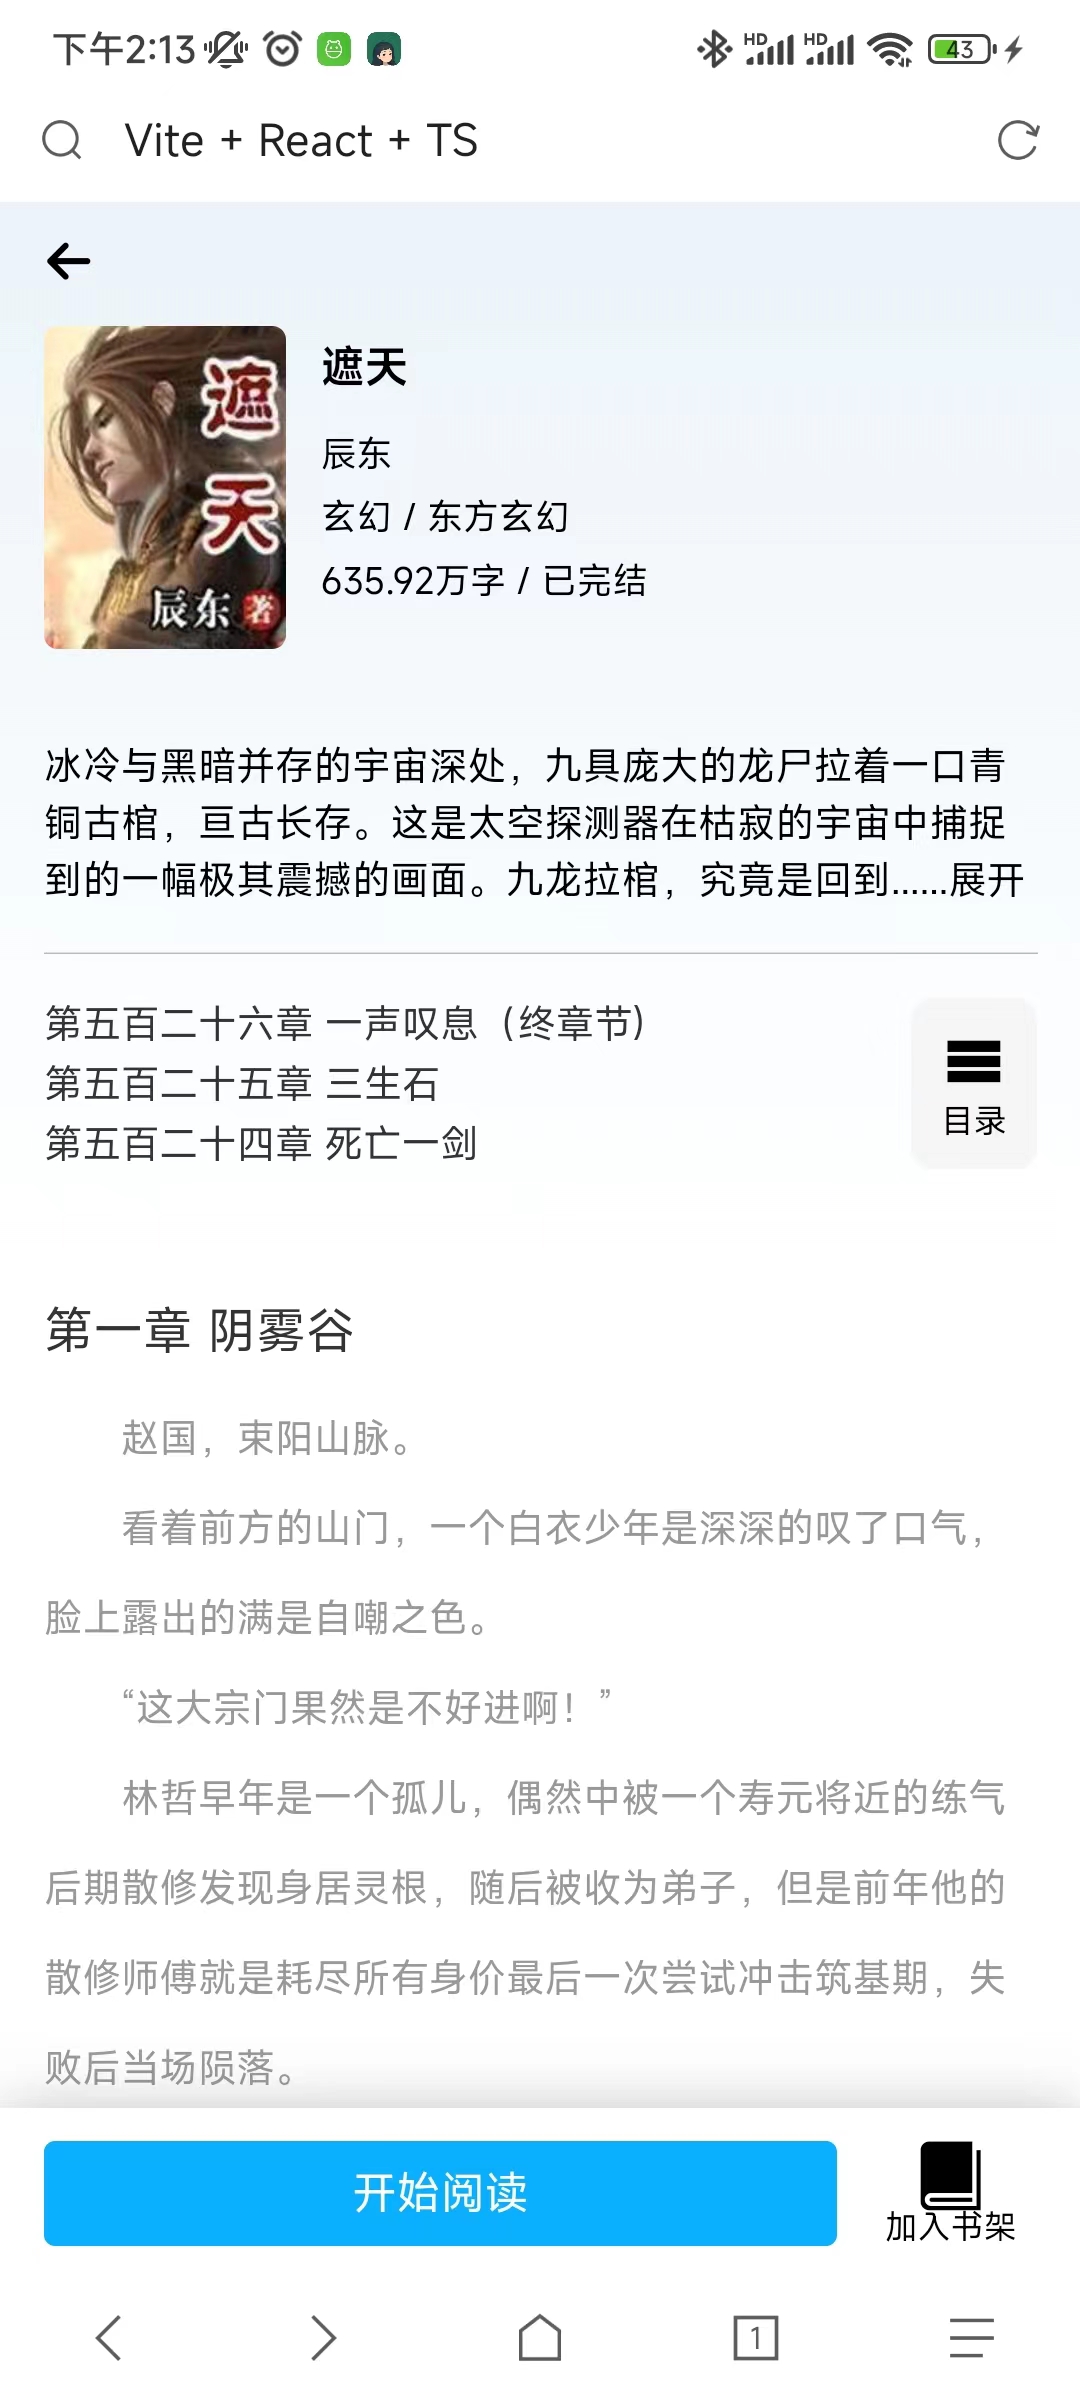 下午2:13
HD HD 43
Vite + React + TS
遮天
辰东 著
遮天
辰东
玄幻 / 东方玄幻
635.92万字 / 已完结
冰冷与黑暗并存的宇宙深处，九具庞大的龙尸拉着一口青
铜古棺，亘古长存。这是太空探测器在枯寂的宇宙中捕捉
到的一幅极其震撼的画面。九龙拉棺，究竟是回到......展开
第五百二十六章 一声叹息（终章节）
第五百二十五章 三生石
第五百二十四章 死亡一剑
目录
第一章 阴雾谷
赵国，束阳山脉。
看着前方的山门，一个白衣少年是深深的叹了口气，
脸上露出的满是自嘲之色。
“这大宗门果然是不好进啊！”
林哲早年是一个孤儿，偶然中被一个寿元将近的练气
后期散修发现身居灵根，随后被收为弟子，但是前年他的
散修师傅就是耗尽所有身价最后一次尝试冲击筑基期，失
败后当场陨落。
开始阅读
加入书架
1